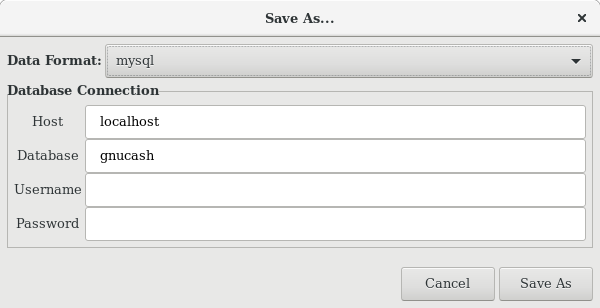 Save As...
Data Format: mysql
Database Connection
Host localhost
Database gnucash
Username
Password
Cancel Save As